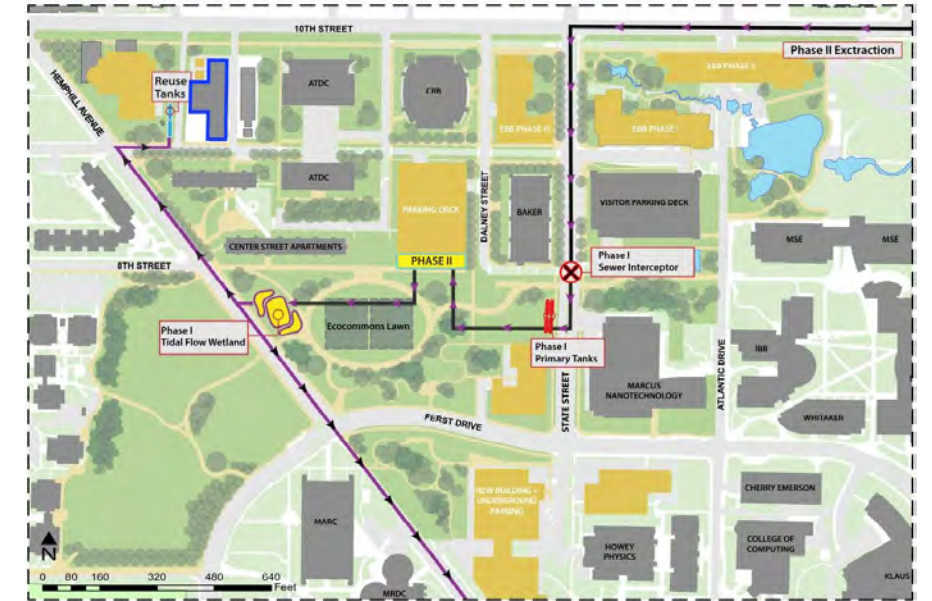 10TH STREET
Phase II Exctraction
HEMPHILL AVENUE
Reuse
Tanks
ATDC
CRB
EBB PHASE II
EBB PHASE III
EBB PHASE I
ATDC
PARKING DECK
DALNEY STREET
BAKER
VISITOR PARKING DECK
MSE
MSE
CENTER STREET APARTMENTS
8TH STREET
PHASE II
Phase I
Sewer Interceptor
Phase I
Tidal Flow Wetland
Ecocommons Lawn
Phase I
Primary Tanks
STATE STREET
MARCUS
NANOTECHNOLOGY
ATLANTIC DRIVE
IBB
WHITAKER
FERST DRIVE
UNDERGROUND
PARKING
MARC
HOWEY
PHYSICS
CHERRY EMERSON
COLLEGE OF
COMPUTING
KLAUS
MRDC
N
0 80 160 320 480 640
Feet